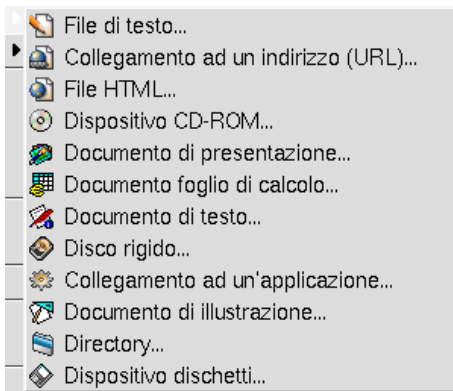 File di testo...
Collegamento ad un indirizzo (URL)...
File HTML...
Dispositivo CD-ROM...
Documento di presentazione...
Documento foglio di calcolo...
Documento di testo...
Disco rigido...
Collegamento ad un'applicazione...
Documento di illustrazione...
Directory...
Dispositivo dischetti...